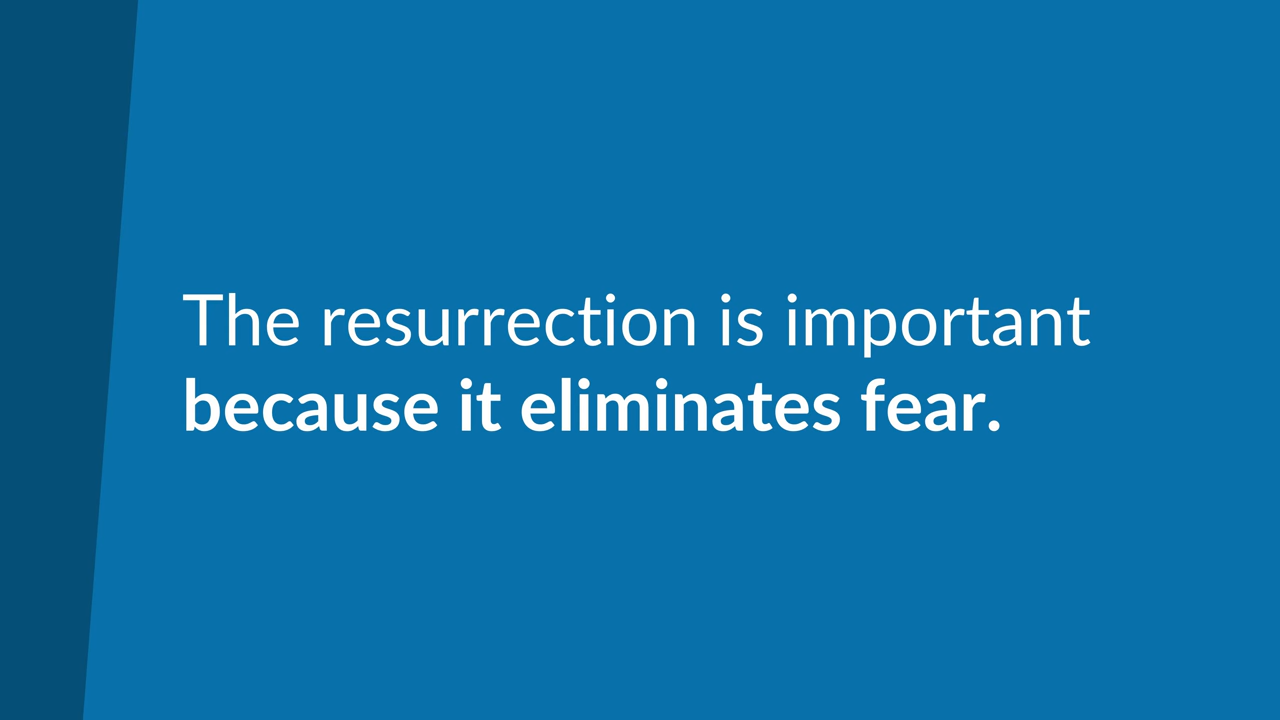 The resurrection is important
because it eliminates fear.